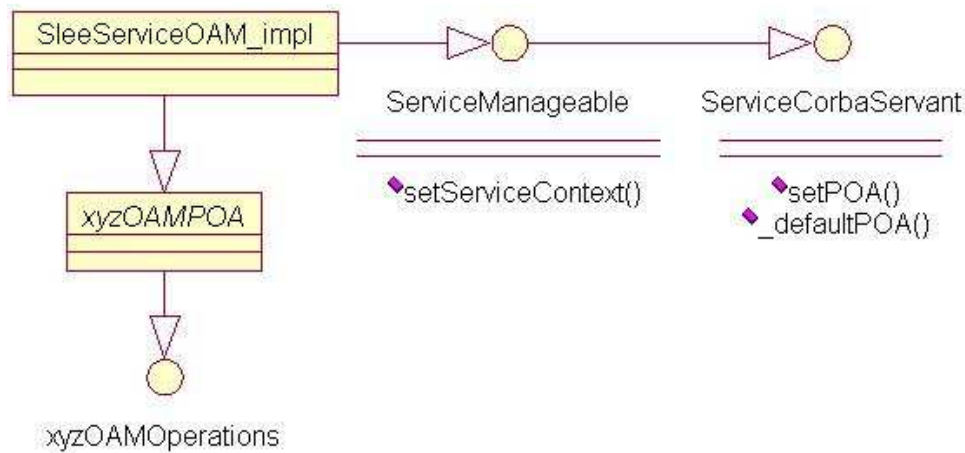 SleeServiceOAM_impl
ServiceManageable
ServiceCorbaServant
setServiceContext()
setPOA()
_defaultPOA()
xyzOAMPOA
xyzOAMOperations